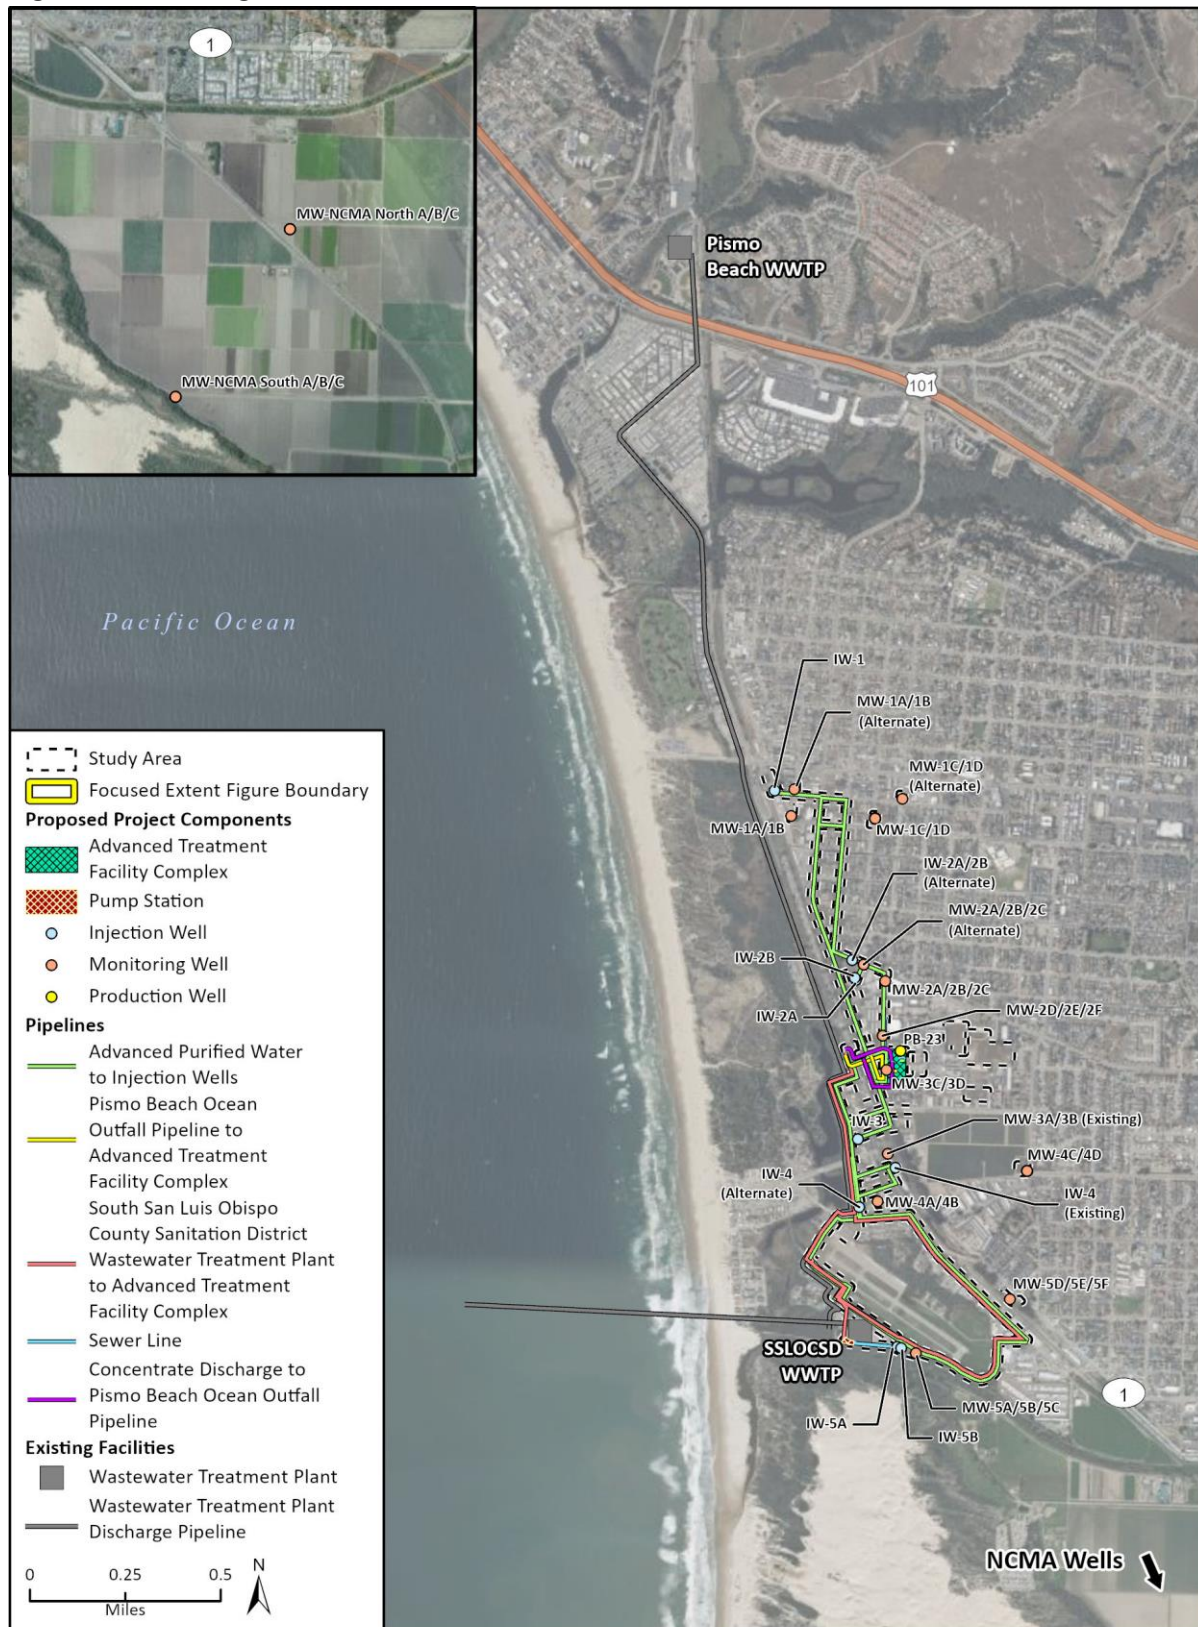 1
MW-NCMA North A/B/C
MW-NCMA South A/B/C
Pismo
Beach WWTP
101
Pacific Ocean
IW-1
MW-1A/1B
(Alternate)
MW-1C/1D
(Alternate)
MW-1A/1B
MW-1C/1D
IW-2A/2B
(Alternate)
MW-2A/2B/2C
(Alternate)
IW-2B
MW-2A/2B/2C
IW-2A
MW-2D/2E/2F
PB-23
MW-3C/3D
IW-3
MW-3A/3B (Existing)
MW-4C/4D
IW-4
(Alternate)
MW-4A/4B
IW-4
(Existing)
MW-5D/5E/5F
SSLOCSD
WWTP
1
MW-5A/5B/5C
IW-5A
IW-5B
NCMA Wells
Study Area
Focused Extent Figure Boundary
Proposed Project Components
Advanced Treatment
Facility Complex
Pump Station
Injection Well
Monitoring Well
Production Well
Pipelines
Advanced Purified Water
to Injection Wells
Pismo Beach Ocean
Outfall Pipeline to
Advanced Treatment
Facility Complex
South San Luis Obispo
County Sanitation District
Wastewater Treatment Plant
to Advanced Treatment
Facility Complex
Sewer Line
Concentrate Discharge to
Pismo Beach Ocean Outfall
Pipeline
Existing Facilities
Wastewater Treatment Plant
Wastewater Treatment Plant
Discharge Pipeline
0 0.25 0.5
Miles
N